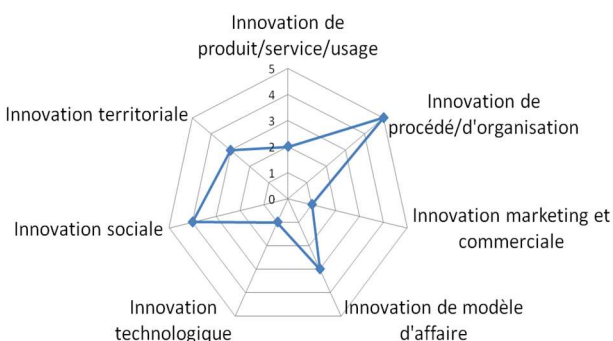 Innovation de
produit/service/usage
5
4
3
2
1
0
Innovation de
procédé/d'organisation
Innovation marketing et
commerciale
Innovation de modèle
d'affaire
Innovation
technologique
Innovation sociale
Innovation territoriale